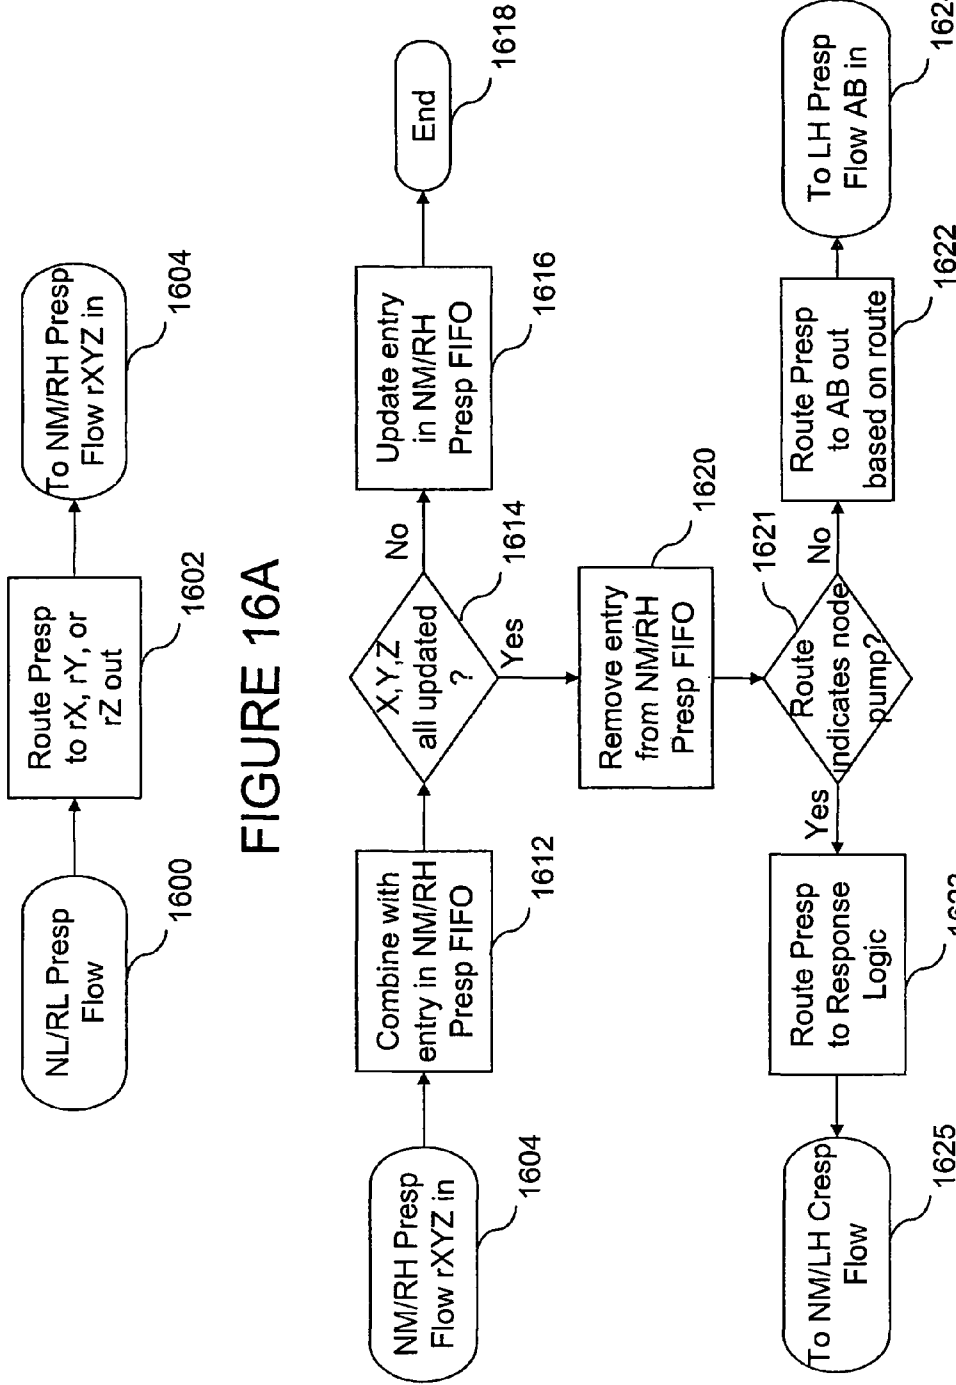 NL/RL Presp
Flow
1600
Route Presp
to rX, rY, or
rZ out
1602
To NM/RH Presp
Flow rXYZ in
1604
FIGURE 16A
NM/RH Presp
Flow rXYZ in
1604
Combine with
entry in NM/RH
Presp FIFO
1612
X,Y,Z
all updated
?
1614
No
Update entry
in NM/RH
Presp FIFO
1616
End
1618
Yes
Remove entry
from NM/RH
Presp FIFO
1620
Route
indicates node
pump?
1621
Yes
Route Presp
to Response
Logic
To NM/LH Cresp
Flow
1625
No
Route Presp
to AB out
based on route
1622
To LH Presp
Flow AB in